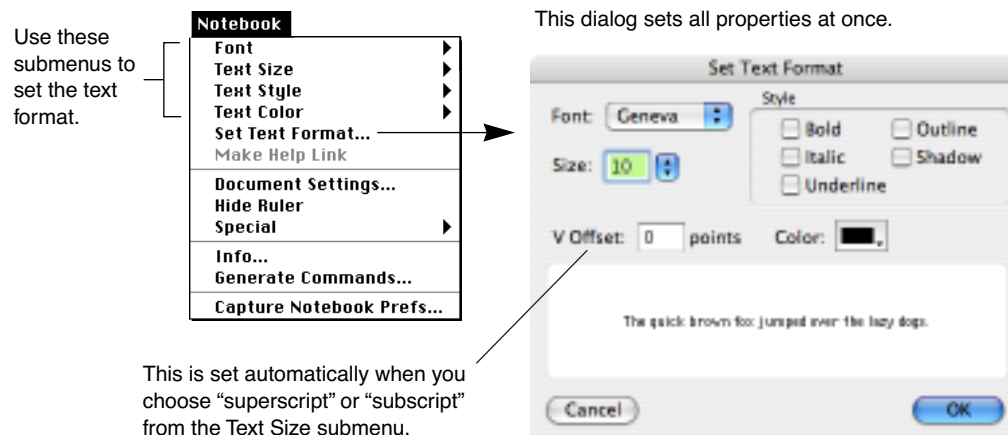 Use these
submenus to
set the text
format.
Notebook
Font
Text Size
Text Style
Text Color
Set Text Format...
Make Help Link
Document Settings...
Hide Ruler
Special
Info...
Generate Commands...
Capture Notebook Prefs...
This dialog sets all properties at once.
Set Text Format
Font: Geneva
Size: 10
Style
Bold Outline
Italic Shadow
Underline
V Offset: 0 points Color:
The quick brown fox jumped over the lazy dogs.
Cancel OK
This is set automatically when you
choose “superscript” or “subscript”
from the Text Size submenu.